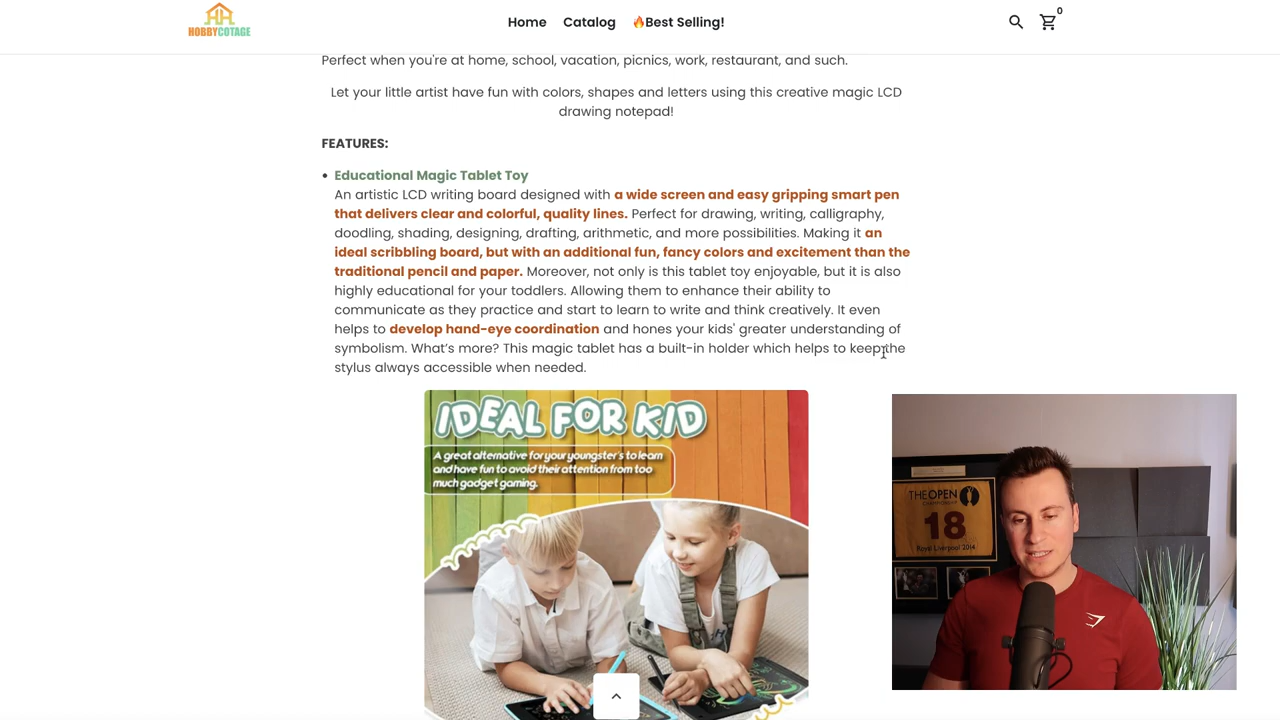 HOBBYCOTAGE
Home Catalog 🔥Best Selling!
0
Perfect when you're at home, school, vacation, picnics, work, restaurant, and such.
Let your little artist have fun with colors, shapes and letters using this creative magic LCD
drawing notepad!
FEATURES:
• Educational Magic Tablet Toy
An artistic LCD writing board designed with a wide screen and easy gripping smart pen
that delivers clear and colorful, quality lines. Perfect for drawing, writing, calligraphy,
doodling, shading, designing, drafting, arithmetic, and more possibilities. Making it an
ideal scribbling board, but with an additional fun, fancy colors and excitement than the
traditional pencil and paper. Moreover, not only is this tablet toy enjoyable, but it is also
highly educational for your toddlers. Allowing them to enhance their ability to
communicate as they practice and start to learn to write and think creatively. It even
helps to develop hand-eye coordination and hones your kids' greater understanding of
symbolism. What's more? This magic tablet has a built-in holder which helps to keep the
stylus always accessible when needed.
IDEAL FOR KID
A great alternative for your youngster's to learn
and have fun to avoid their attention from too
much gadget gaming.
THE OPEN
CHAMPIONSHIP
18
Royal Liverpool 2014